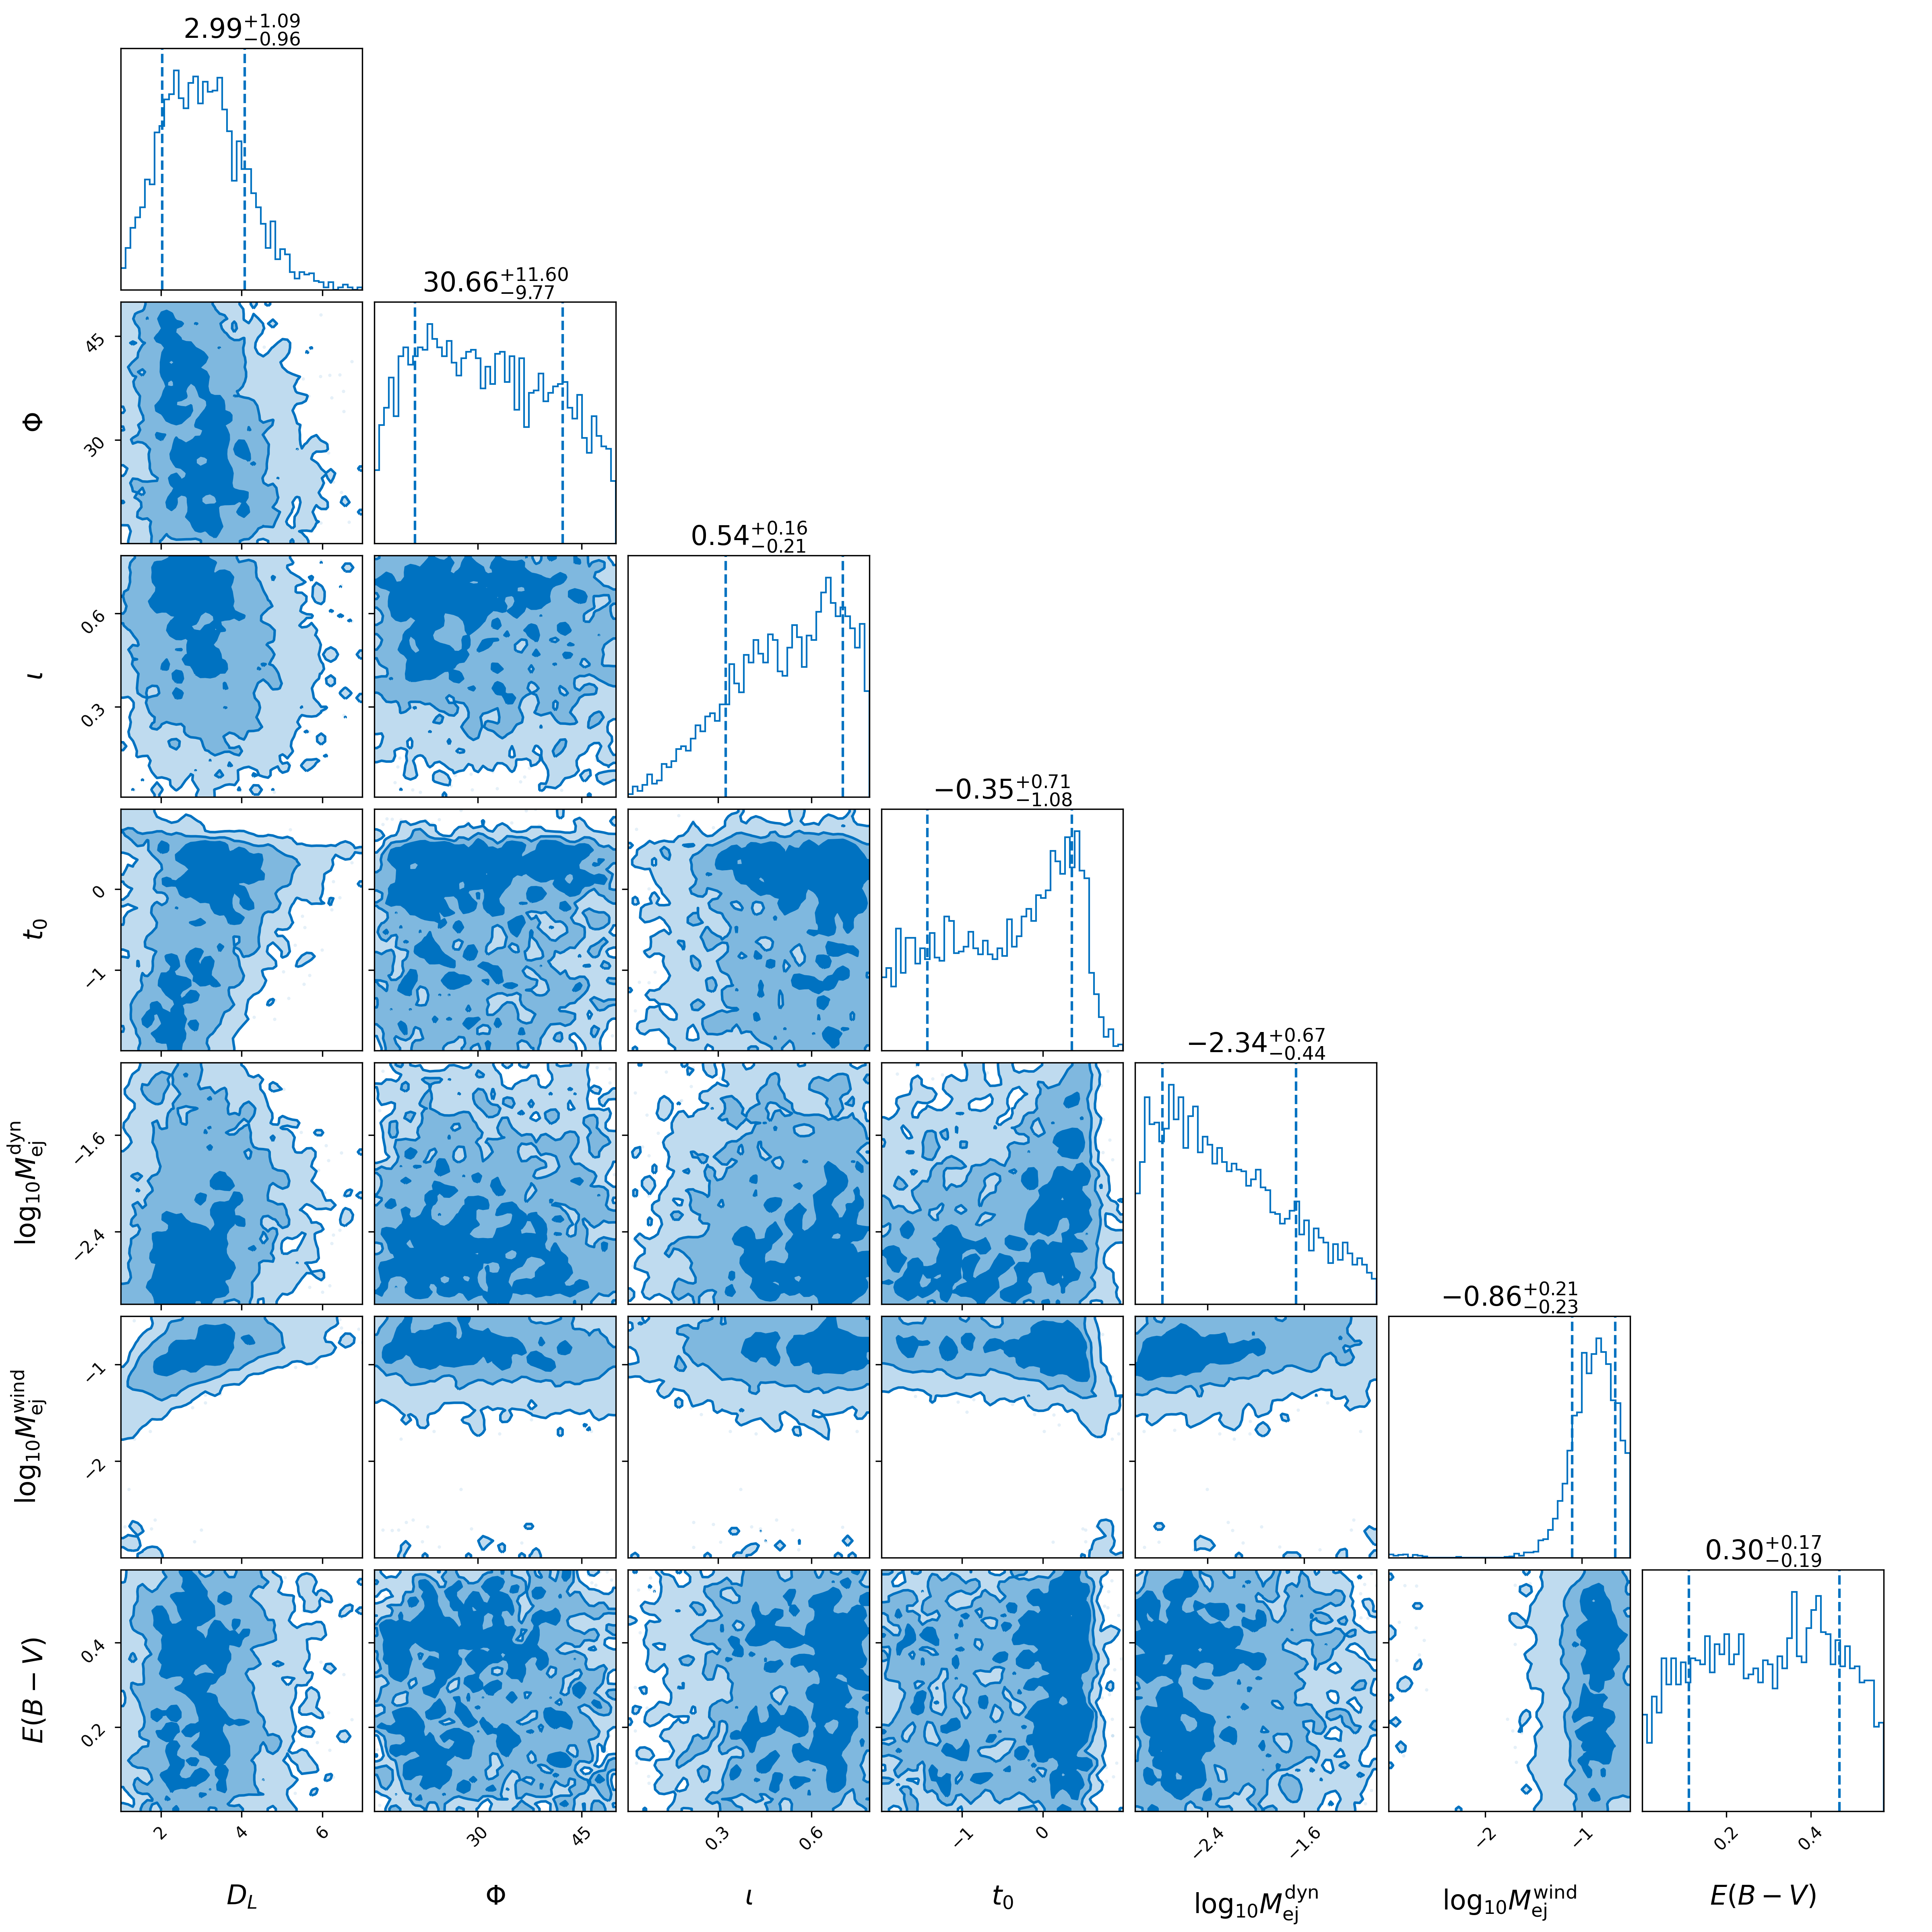 2.99+1.09−0.96
30.66+11.60−9.77
0.54+0.16−0.21
−0.35+0.71−1.08
−2.34+0.67−0.44
−0.86+0.21−0.23
0.30+0.17−0.19
45
30
Φ
0.6
0.3
ι
0
−1
t0
−1.6
−2.4
log10Mejdyn
−1
−2
log10Mejwind
0.4
0.2
E(B − V)
2 4 6 30 45 0.3 0.6 −1 0 −2.4 −1.6 −2 −1 0.2 0.4
DL Φ ι t0 log10Mejdyn log10Mejwind E(B − V)